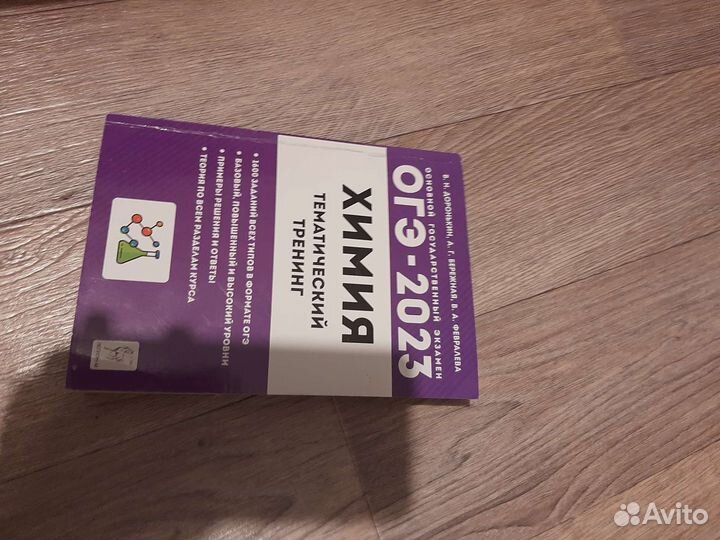 В. Н. ДОРОНЬКИН, А. Г. БЕРЕЖНАЯ, В. А. ФЕВРАЛЕВА
ОСНОВНОЙ ГОСУДАРСТВЕННЫЙ ЭКЗАМЕН
ОГЭ-2023
ХИМИЯ
ТЕМАТИЧЕСКИЙ
ТРЕНИНГ
• 1600 ЗАДАНИЙ ВСЕХ ТИПОВ В ФОРМАТЕ ОГЭ
• БАЗОВЫЙ, ПОВЫШЕННЫЙ И ВЫСОКИЙ УРОВНИ
• ПРИМЕРЫ РЕШЕНИЯ И ОТВЕТЫ
• ТЕОРИЯ ПО ВСЕМ РАЗДЕЛАМ КУРСА
Avito